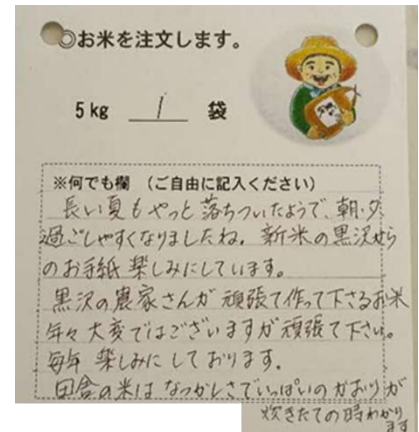 ◎お米を注文します。
5kg 1 袋
※何でも欄 （ご自由に記入ください）
長い夏もやっと落ちついたようで、朝・夕
過ごしやすくなりましたね。新米の黒沢から
のお手紙楽しみにしています。
黒沢の農家さんが頑張て作って下さるお米
年々大変ではございますが頑張て下さい。
毎年楽しみにしております。
田舎の米はなつかしさでいっぱいのかおりが
炊きたての時わかり
ます